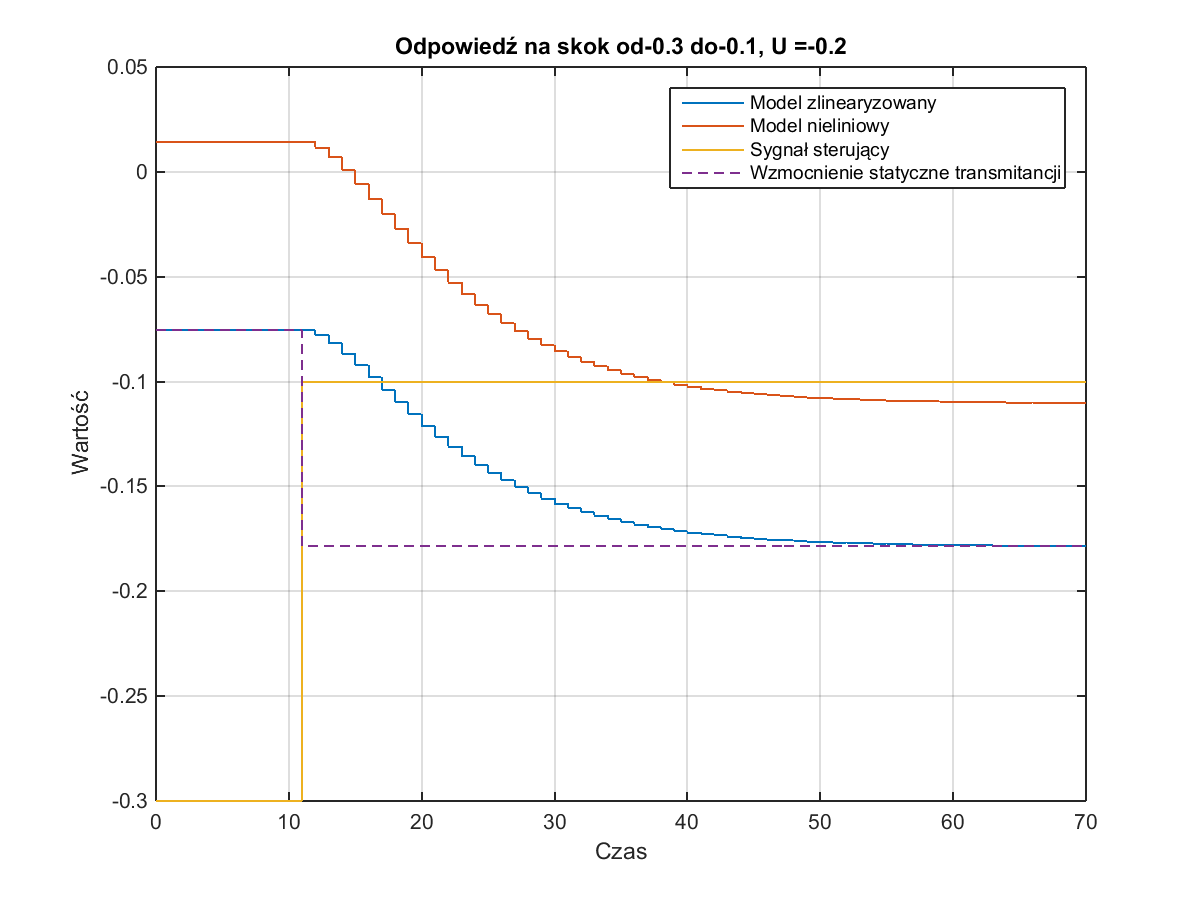 Odpowiedź na skok od-0.3 do-0.1, U =-0.2
0.05
0
-0.05
-0.1
-0.15
-0.2
-0.25
-0.3
Wartość
Model zlinearyzowany
Model nieliniowy
Sygnał sterujący
Wzmocnienie statyczne transmitancji
0 10 20 30 40 50 60 70
Czas